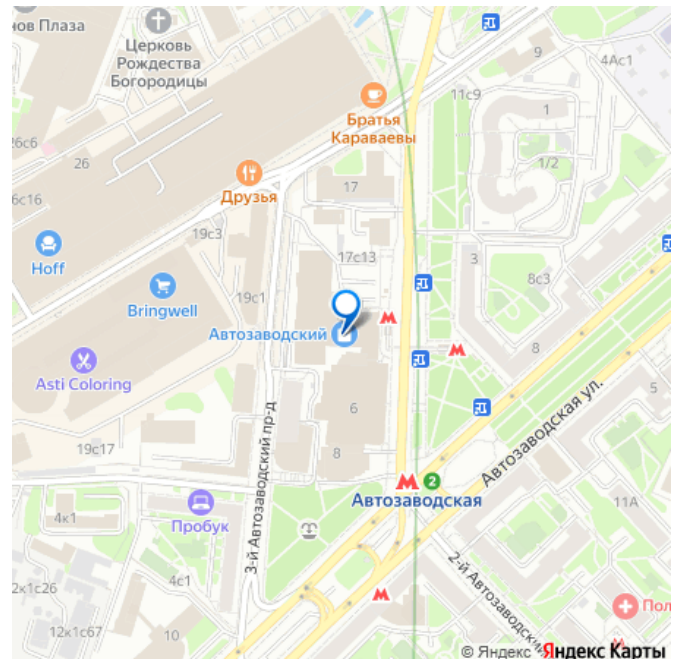 нов Плаза
Церковь
Рождества
Богородицы
9
4Ас1
11с9
1
Братья
Караваевы
26с6
26
1/2
17
Друзья
6с16
19с3
Hoff
17с13
3
8с3
Bringwell
19с1
Автозаводский
8
Asti Coloring
5
6
Автозаводская ул.
19с17
8
3-й Автозаводский пр-д
2
Автозаводская
11А
4к1
Пробук
2-й Автозаводский
12к1с26
4с1
Пол
12к1с67
10
© Яндекс Яндекс Карты